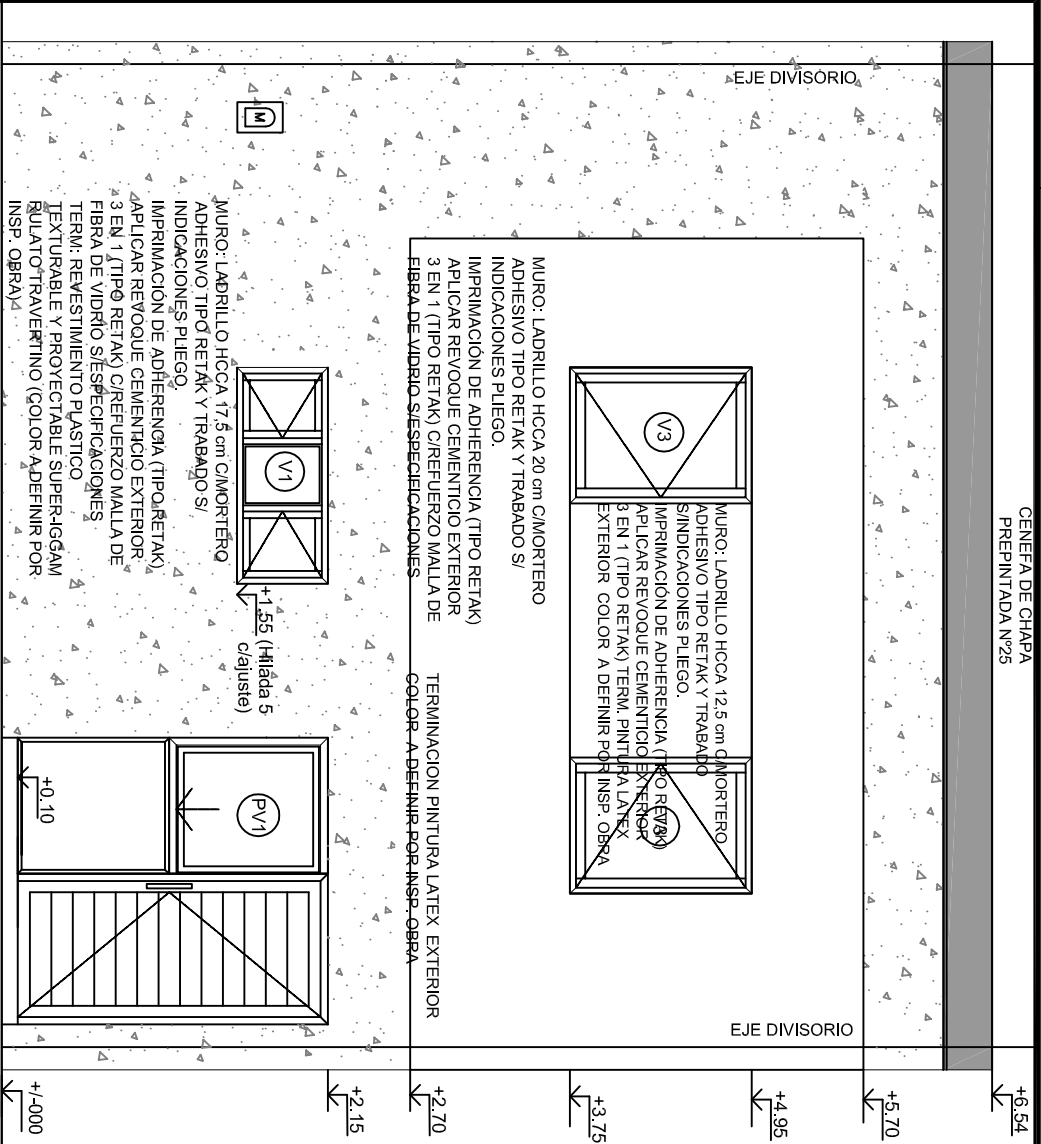 CENEFA DE CHAPA
PREPINTADA Nº25
EJE DIVISORIO
EJE DIVISORIO
+6.54
+5.70
+4.95
+3.75
+2.70
+2.15
+/-000
V3
MURO: LADRILLO HCCA 12,5 cm C/MORTERO
ADHESIVO TIPO RETAK Y TRABADO
S/INDICACIONES PLIEGO.
IMPRIMACIÓN DE ADHERENCIA (TIPO RETAK)
APLICAR REVOQUE CEMENTICIO EXTERIOR
3 EN 1 (TIPO RETAK) TERM. PINTURA LATEX
EXTERIOR COLOR A DEFINIR POR INSP. OBRA
V3
MURO: LADRILLO HCCA 20 cm C/MORTERO
ADHESIVO TIPO RETAK Y TRABADO S/
INDICACIONES PLIEGO.
IMPRIMACIÓN DE ADHERENCIA (TIPO RETAK)
APLICAR REVOQUE CEMENTICIO EXTERIOR
3 EN 1 (TIPO RETAK) C/REFUERZO MALLA DE
FIBRA DE VIDRIO S/ESPECIFICACIONES
TERMINACION PINTURA LATEX EXTERIOR
COLOR A DEFINIR POR INSP. OBRA
M
V1
+1.55 (Hilada 5
c/ajuste)
MURO: LADRILLO HCCA 17,5 cm C/MORTERO
ADHESIVO TIPO RETAK Y TRABADO S/
INDICACIONES PLIEGO.
IMPRIMACIÓN DE ADHERENCIA (TIPO RETAK)
APLICAR REVOQUE CEMENTICIO EXTERIOR
3 EN 1 (TIPO RETAK) C/REFUERZO MALLA DE
FIBRA DE VIDRIO S/ESPECIFICACIONES
TERM: REVESTIMIENTO PLASTICO
TEXTURABLE Y PROYECTABLE SUPER-IGGAM
RULATO TRAVERTINO (COLOR A DEFINIR POR
INSP. OBRA)
PV1
+0.10